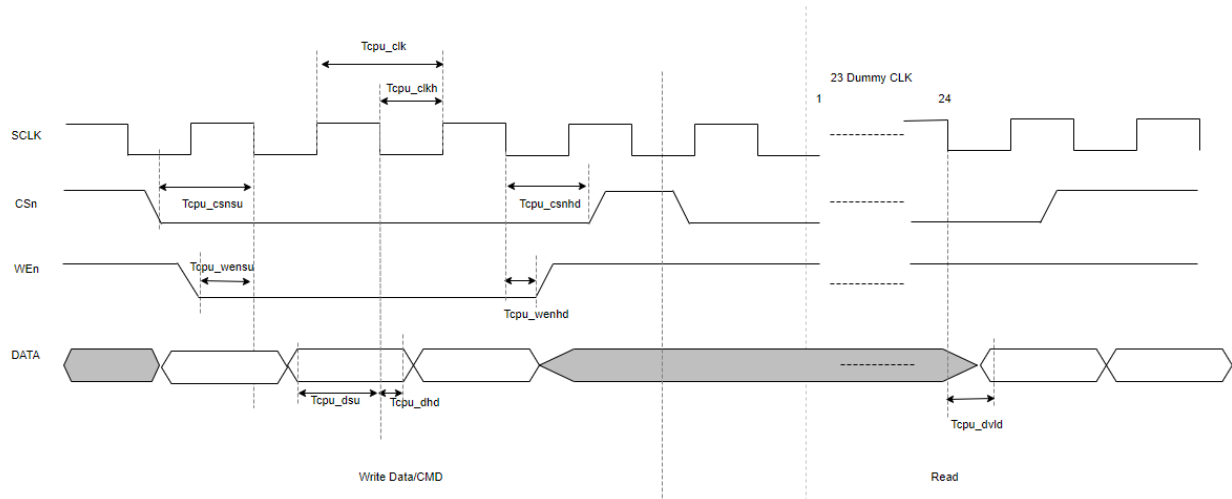 Tcpu_clk
23 Dummy CLK
Tcpu_clkh
1
24
SCLK
Tcpu_csnsu
Tcpu_csnhd
CSn
WEn
Tcpu_wensu
Tcpu_wenhd
DATA
Tcpu_dsu
Tcpu_dhd
Tcpu_dvld
Write Data/CMD
Read